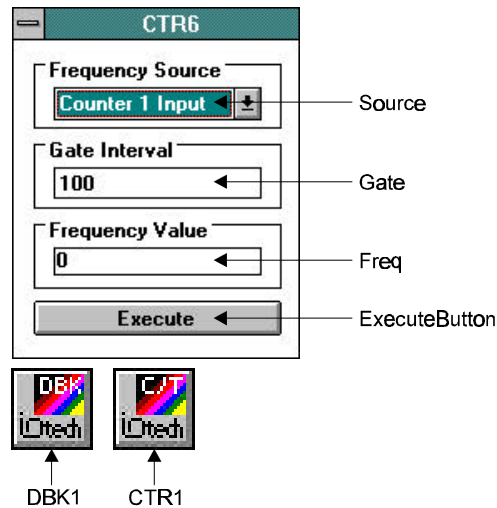 CTR6
Frequency Source
Counter 1 Input
Source
Gate Interval
100
Gate
Frequency Value
0
Freq
Execute
ExecuteButton
DBK
iOtech
C/T
iOtech
DBK1
CTR1